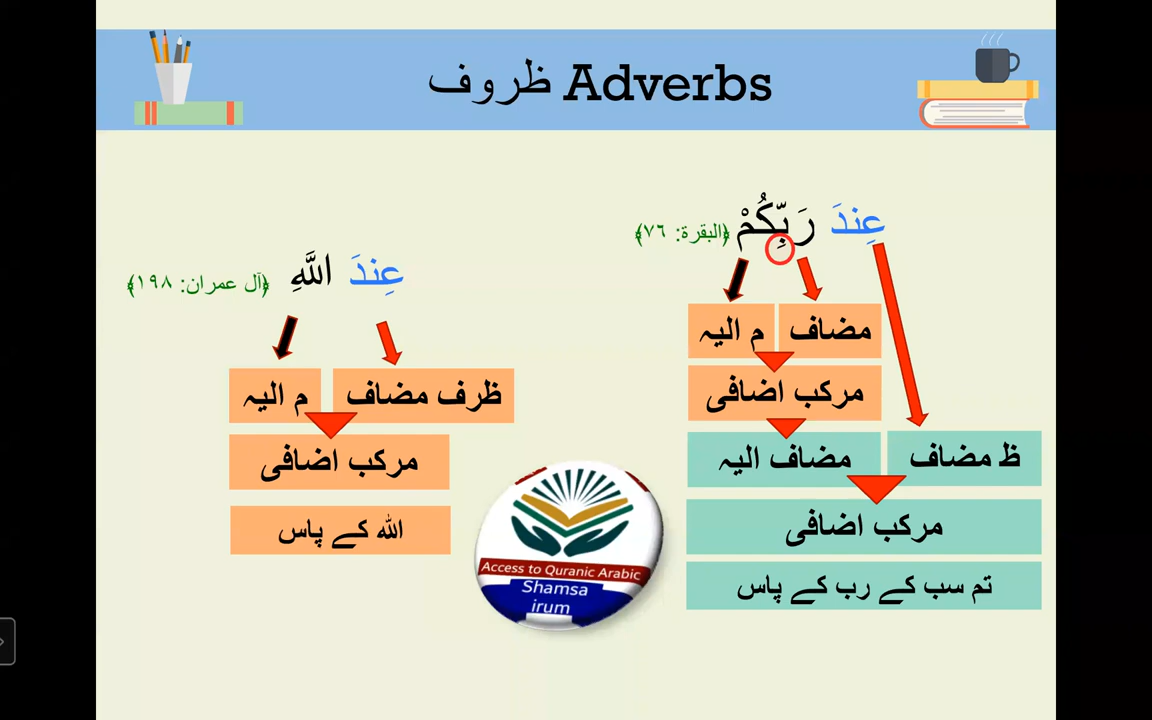 ظروف Adverbs
عِندَ رَبِّكُمْ ﴿البقرة: ٧٦﴾
مضاف
م الیہ
مرکب اضافی
ظ مضاف
مضاف الیہ
مرکب اضافی
تم سب کے رب کے پاس
عِندَ اللَّهِ ﴿آل عمران: ١٩٨﴾
ظرف مضاف
م الیہ
مرکب اضافی
اللہ کے پاس
Access to Quranic Arabic
Shamsa
irum